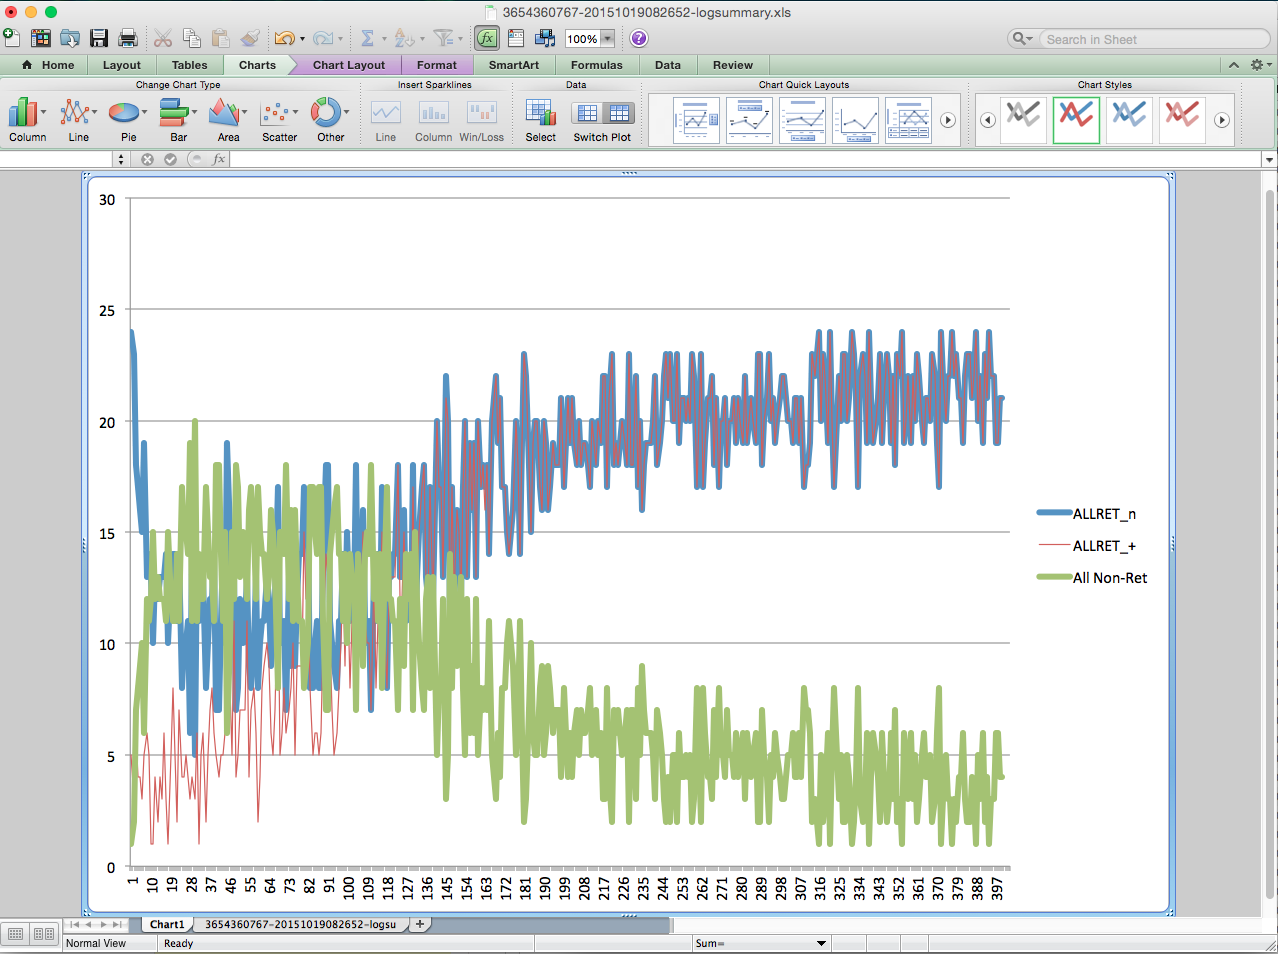 3654360767-20151019082652-logsummary.xls
100% Search in Sheet
Home Layout Tables Charts Chart Layout Format SmartArt Formulas Data Review
Change Chart Type Insert Sparklines Data Chart Quick Layouts Chart Styles
Column Line Pie Bar Area Scatter Other Line Column Win/Loss Select Switch Plot
fx
30
25
20
15
10
5
0
ALLRET_n
ALLRET_+
All Non-Ret
1 10 19 28 37 46 55 64 73 82 91 100 109 118 127 136 145 154 163 172 181 190 199 208 217 226 235 244 253 262 271 280 289 298 307 316 325 334 343 352 361 370 379 388 397
Chart1 3654360767-20151019082652-logsu +
Normal View Ready Sum=